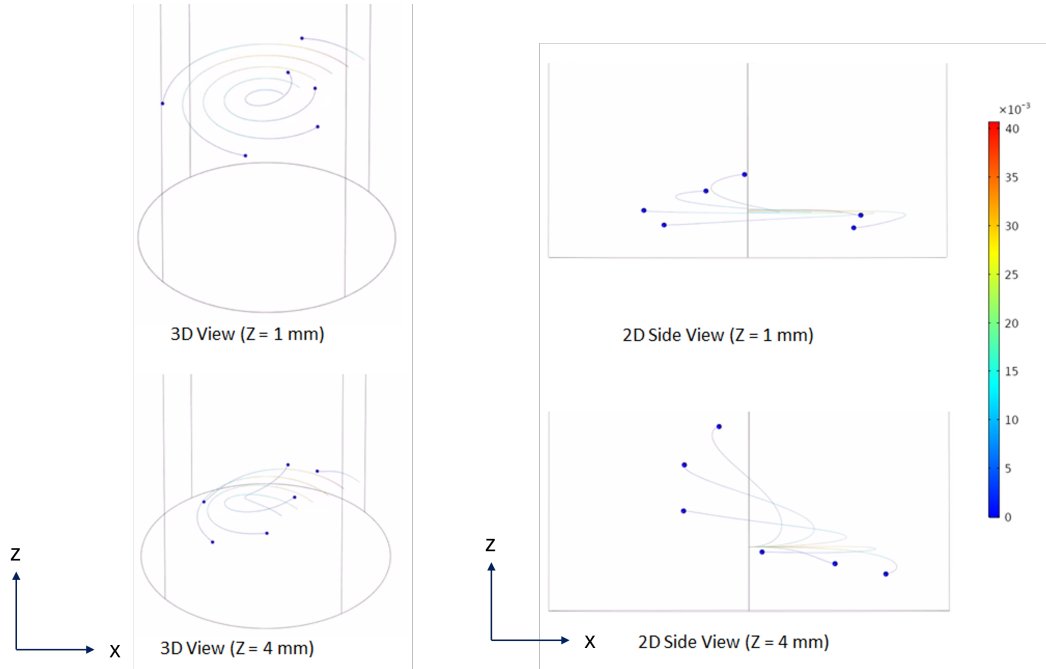 3D View (Z = 1 mm)
2D Side View (Z = 1 mm)
×10⁻³
40
35
30
25
20
15
10
5
0
Z
X
3D View (Z = 4 mm)
Z
X
2D Side View (Z = 4 mm)